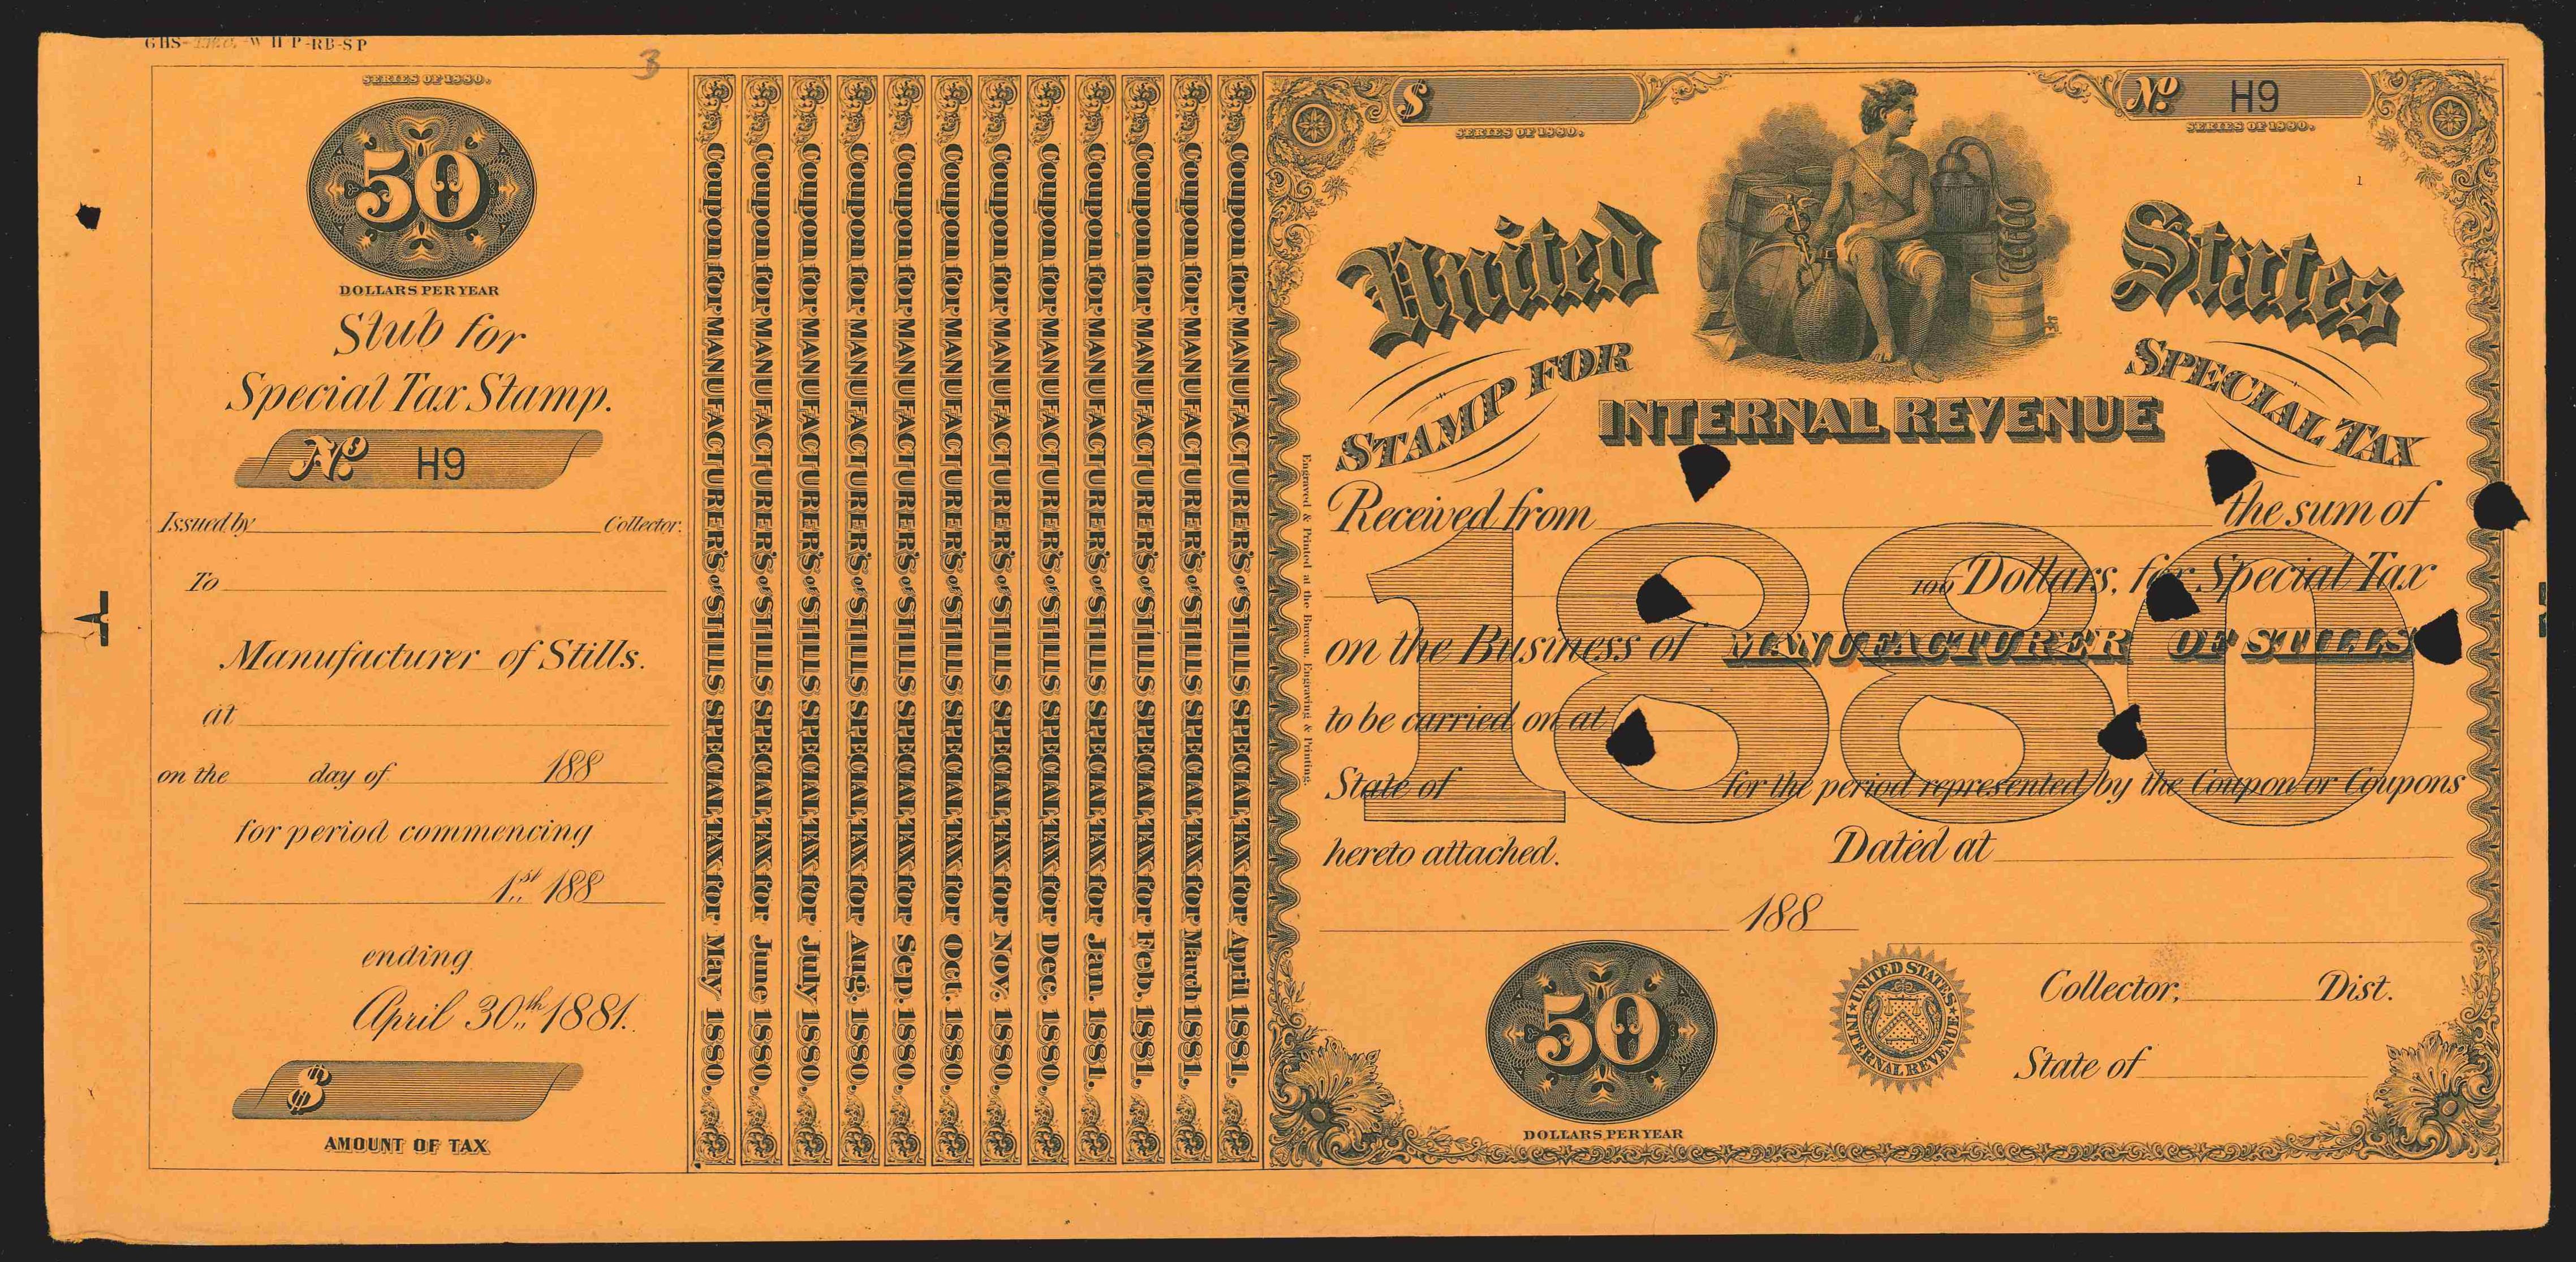 SERIES OF 1880.
50
DOLLARS PER YEAR
Stub for
Special Tax Stamp.
No. H9
Issued by Collector.
To
Manufacturer of Stills.
at
on the day of 188
for period commencing
1st 188
ending
April 30th 1881.
$
AMOUNT OF TAX
3
Coupon for MANUFACTURER'S of STILLS SPECIAL TAX for May 1880.
Coupon for MANUFACTURER'S of STILLS SPECIAL TAX for June 1880.
Coupon for MANUFACTURER'S of STILLS SPECIAL TAX for July 1880.
Coupon for MANUFACTURER'S of STILLS SPECIAL TAX for Aug. 1880.
Coupon for MANUFACTURER'S of STILLS SPECIAL TAX for Sep. 1880.
Coupon for MANUFACTURER'S of STILLS SPECIAL TAX for Oct. 1880.
Coupon for MANUFACTURER'S of STILLS SPECIAL TAX for Nov. 1880.
Coupon for MANUFACTURER'S of STILLS SPECIAL TAX for Dec. 1880.
Coupon for MANUFACTURER'S of STILLS SPECIAL TAX for Jan. 1881.
Coupon for MANUFACTURER'S of STILLS SPECIAL TAX for Feb. 1881.
Coupon for MANUFACTURER'S of STILLS SPECIAL TAX for March 1881.
Coupon for MANUFACTURER'S of STILLS SPECIAL TAX for April 1881.
Engraved & Printed at the Bureau, Engraving & Printing.
$
SERIES OF 1880.
No. H9
SERIES OF 1880.
1
United States
STAMP FOR SPECIAL TAX
INTERNAL REVENUE
1880
Received from the sum of
100 Dollars, for Special Tax
on the Business of MANUFACTURER OF STILLS
to be carried on at
State of for the period represented by the Coupon or Coupons
hereto attached. Dated at
188
50
DOLLARS PER YEAR
UNITED STATES INTERNAL REVENUE
Collector, Dist.
State of